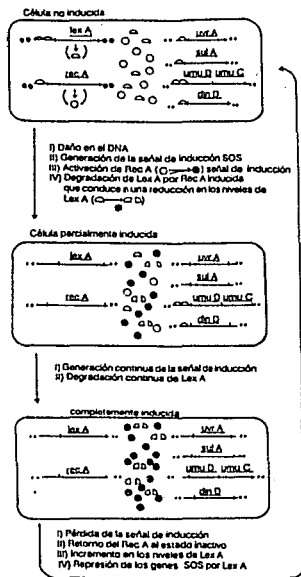 Célula no inducida
lex A
uvr A
sul A
rec A
umu D umu C
din D
I) Daño en el DNA
II) Generación de la señal de inducción SOS
III) Activación de Rec A ( ) señal de inducción
IV) Degradación de Lex A por Rec A inducida
que conduce a una reducción en los niveles
de Lex A ( )
Célula parcialmente inducida
lex A
uvr A
sul A
rec A
umu D umu C
din D
I) Generación continua de la señal de inducción
II) Degradación continua de Lex A
completamente inducida
lex A
uvr A
sul A
rec A
umu D umu C
din D
I) Pérdida de la señal de inducción
II) Retorno del Rec A al estado inactivo
III) Incremento en los niveles de Lex A
IV) Represión de los genes SOS por Lex A